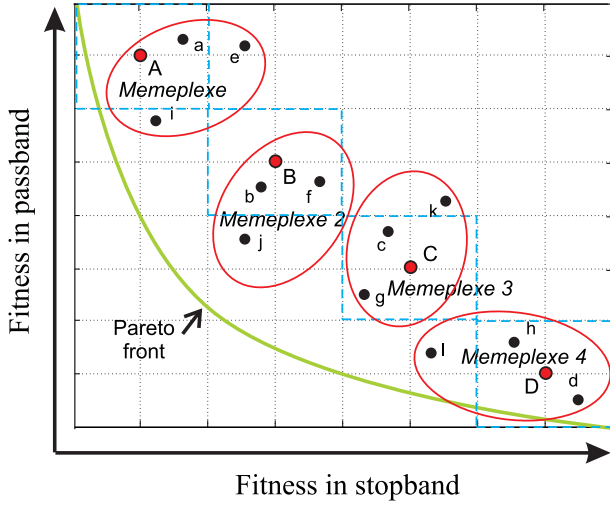 Fitness in passband
a
A
e
Memeplexe
i
B
b
f
Memeplexe 2
j
k
c
C
g
Memeplexe 3
Pareto
front
h
l
Memeplexe 4
D
d
Fitness in stopband